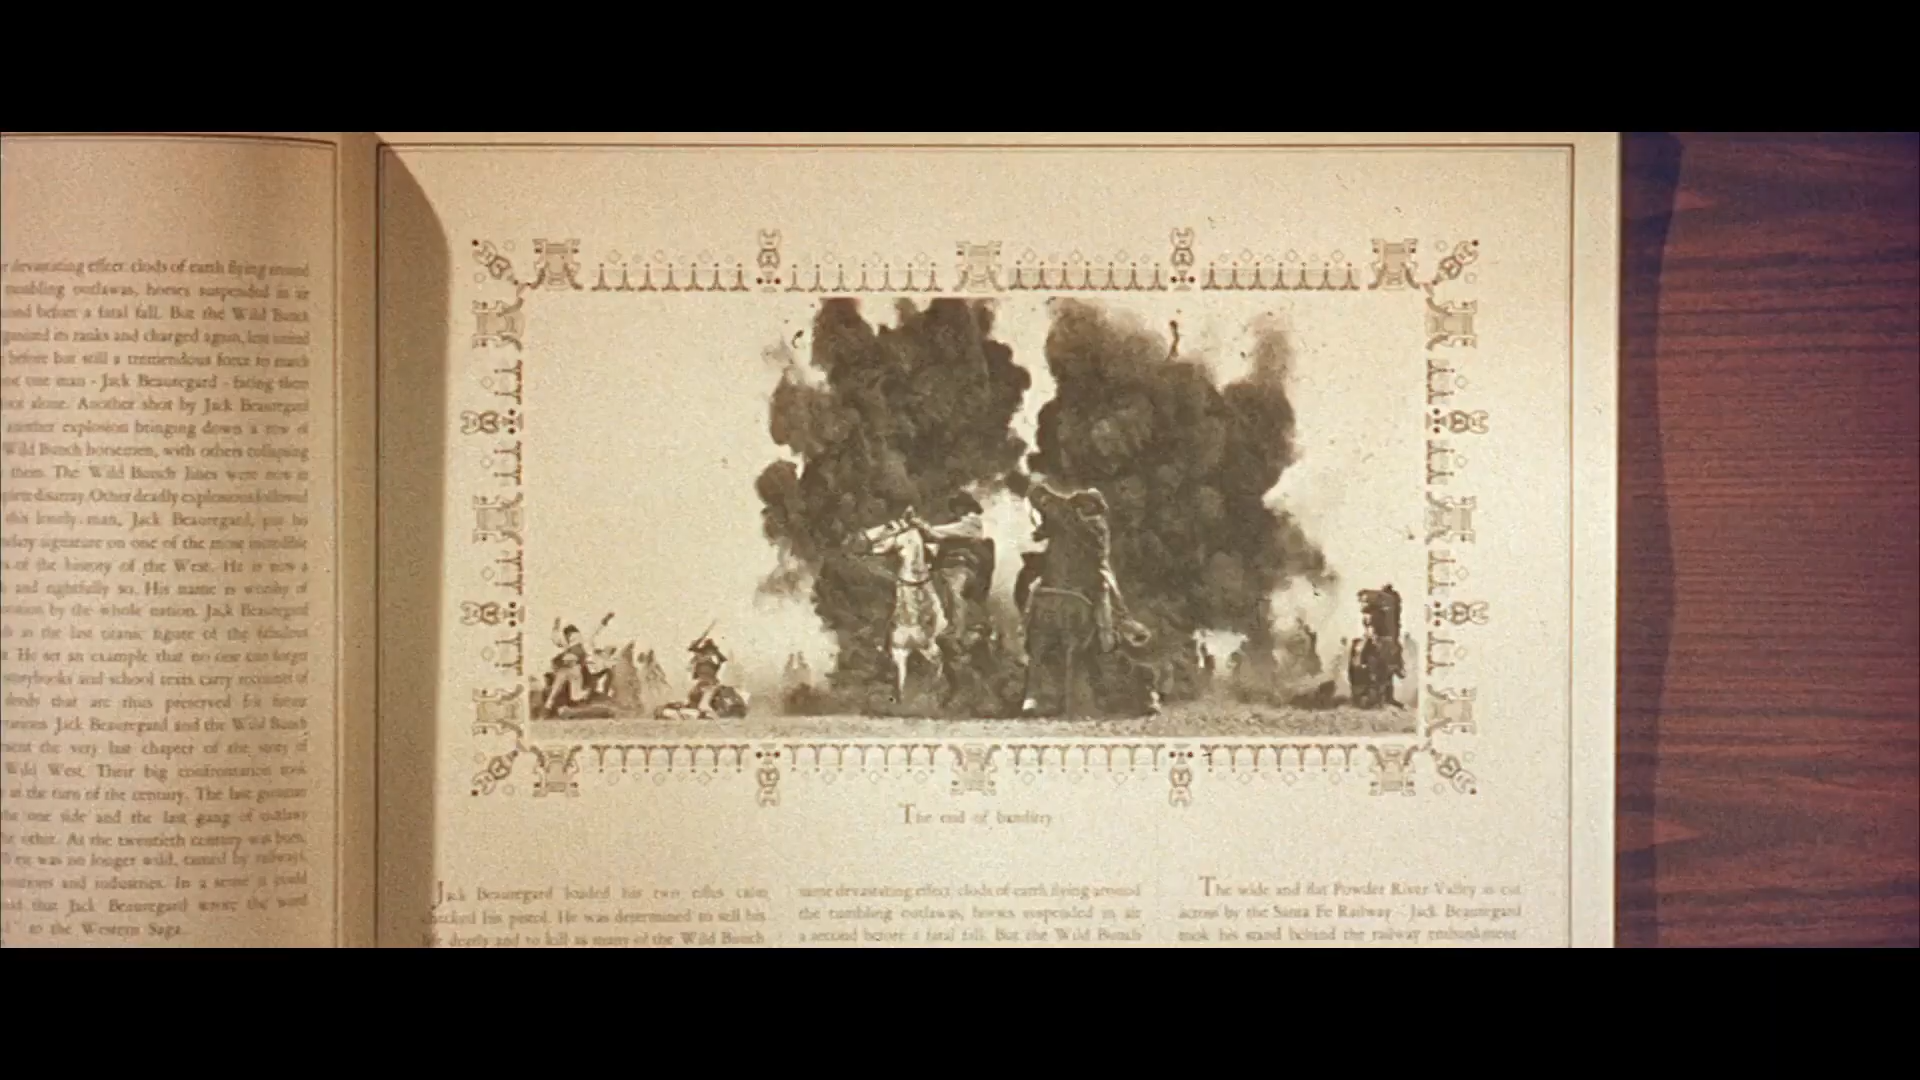 devastating effect: clods of earth flying around
tumbling outlaws, horses suspended in air
before a fatal fall. But the Wild Bunch
its ranks and charged again, less
before but still a tremendous force to match
one man - Jack Beauregard - facing them
alone. Another shot by Jack Beauregard
another explosion bringing down a row of
Wild Bunch horsemen, with others collapsing
them. The Wild Bunch lines were now in
disarray. Other deadly explosions followed
this lonely man, Jack Beauregard, put his
signature on one of the most incredible
of the history of the West. He is now a
and rightfully so. His name is worthy of
by the whole nation. Jack Beauregard
is the last titanic figure of the fabulous
He set an example that no one can forget
storybooks and school texts carry accounts of
deeds that are thus preserved for future
Jack Beauregard and the Wild Bunch
the very last chapter of the story of
Wild West. Their big confrontation took
at the turn of the century. The last gunman
the one side and the last gang of outlaws
the other. As the twentieth century was born,
was no longer wild, tamed by railways,
and industries. In a sense it could
that Jack Beauregard wrote the word
to the Western Saga.
The end of banditry
Jack Beauregard loaded his two rifles calm,
checked his pistol. He was determined to sell his
life dearly and to kill as many of the Wild Bunch
same devastating effect: clods of earth flying around
the tumbling outlaws, horses suspended in air
a second before a fatal fall. But the Wild Bunch
The wide and flat Powder River Valley is cut
across by the Santa Fe Railway. Jack Beauregard
took his stand behind the railway embankment.